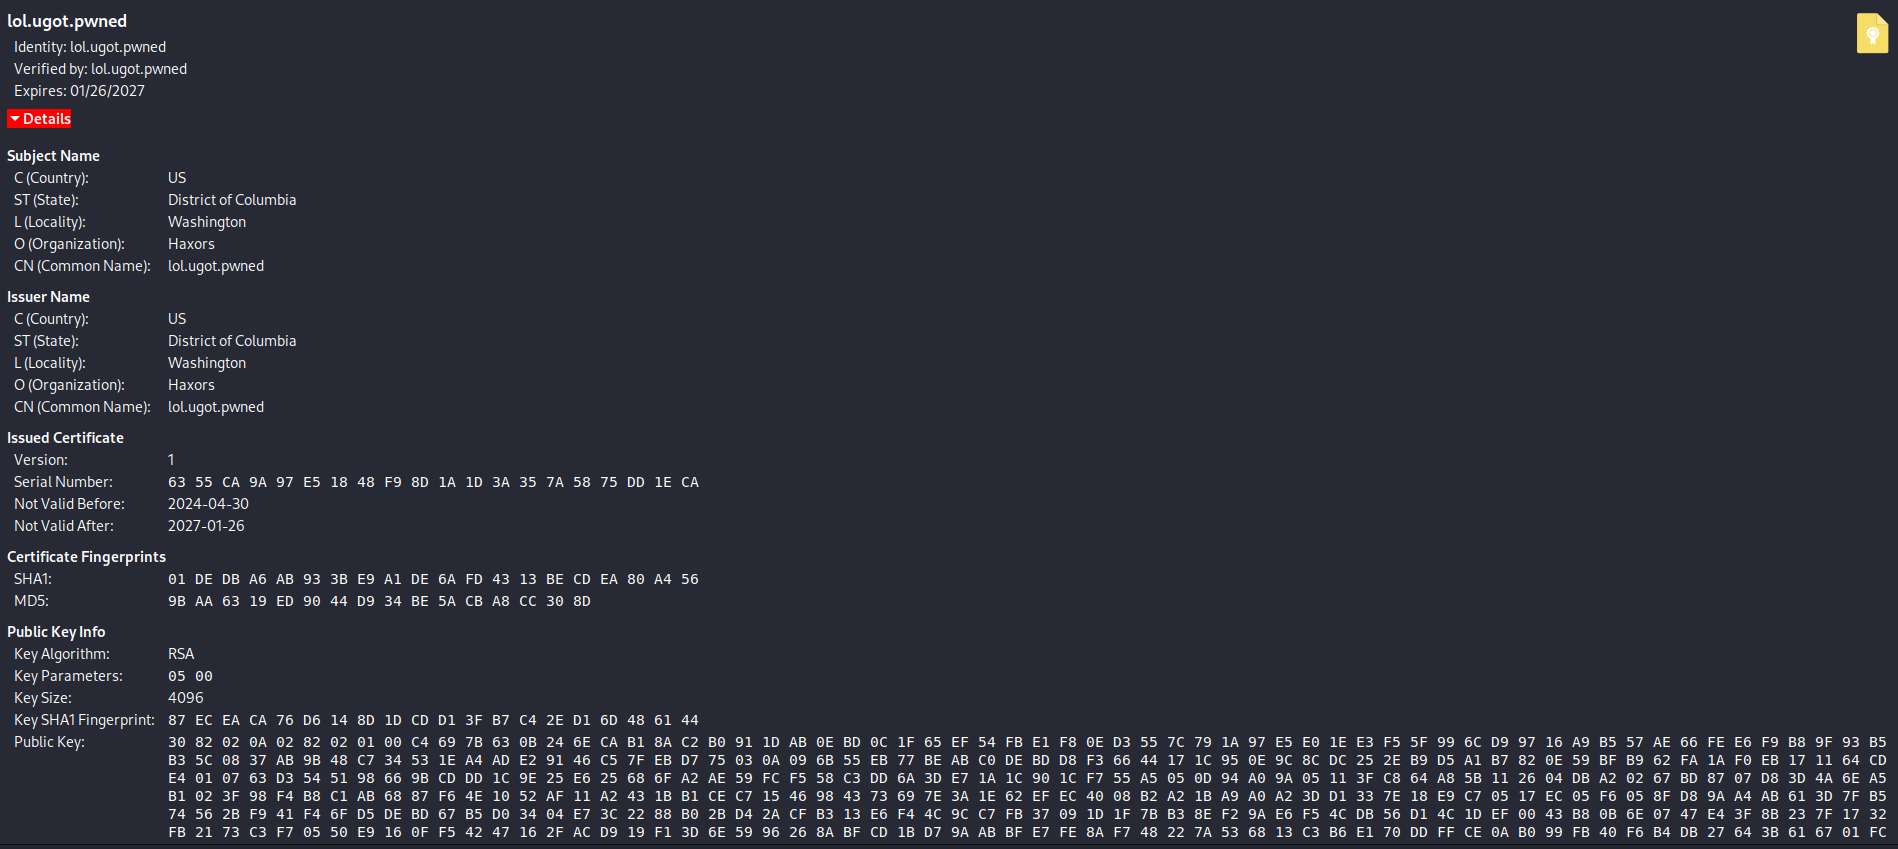 lol.ugot.pwned
Identity: lol.ugot.pwned
Verified by: lol.ugot.pwned
Expires: 01/26/2027
Details
Subject Name
C (Country): US
ST (State): District of Columbia
L (Locality): Washington
O (Organization): Haxors
CN (Common Name): lol.ugot.pwned
Issuer Name
C (Country): US
ST (State): District of Columbia
L (Locality): Washington
O (Organization): Haxors
CN (Common Name): lol.ugot.pwned
Issued Certificate
Version: 1
Serial Number: 63 55 CA 9A 97 E5 18 48 F9 8D 1A 1D 3A 35 7A 58 75 DD 1E CA
Not Valid Before: 2024-04-30
Not Valid After: 2027-01-26
Certificate Fingerprints
SHA1: 01 DE DB A6 AB 93 3B E9 A1 DE 6A FD 43 13 BE CD EA 80 A4 56
MD5: 9B AA 63 19 ED 90 44 D9 34 BE 5A CB A8 CC 30 8D
Public Key Info
Key Algorithm: RSA
Key Parameters: 05 00
Key Size: 4096
Key SHA1 Fingerprint: 87 EC EA CA 76 D6 14 8D 1D CD D1 3F B7 C4 2E D1 6D 48 61 44
Public Key: 30 82 02 0A 02 82 02 01 00 C4 69 7B 63 0B 24 6E CA B1 8A C2 B0 91 1D AB 0E BD 0C 1F 65 EF 54 FB E1 F8 0E D3 55 7C 79 1A 97 E5 E0 1E E3 F5 5F 99 6C D9 97 16 A9 B5 57 AE 66 FE E6 F9 B8 9F 93 B5
B3 5C 08 37 AB 9B 48 C7 34 53 1E A4 AD E2 91 46 C5 7F EB D7 75 03 0A 09 6B 55 EB 77 BE AB C0 DE BD D8 F3 66 44 17 1C 95 0E 9C 8C DC 25 2E B9 D5 A1 B7 82 0E 59 BF B9 62 FA 1A F0 EB 17 11 64 CD
E4 01 07 63 D3 54 51 98 66 9B CD DD 1C 9E 25 E6 25 68 6F A2 AE 59 FC F5 58 C3 DD 6A 3D E7 1A 1C 90 1C F7 55 A5 05 0D 94 A0 9A 05 11 3F C8 64 A8 5B 11 26 04 DB A2 02 67 BD 87 07 D8 3D 4A 6E A5
B1 02 3F 98 F4 B8 C1 AB 68 87 F6 4E 10 52 AF 11 A2 43 1B B1 CE C7 15 46 98 43 73 69 7E 3A 1E 62 EF EC 40 08 B2 A2 1B A9 A0 A2 3D D1 33 7E 18 E9 C7 05 17 EC 05 F6 05 8F D8 9A A4 AB 61 3D 7F B5
74 56 2B F9 41 F4 6F D5 DE BD 67 B5 D0 34 04 E7 3C 22 88 B0 2B D4 2A CF B3 13 E6 F4 4C 9C C7 FB 37 09 1D 1F 7B B3 8E F2 9A E6 F5 4C DB 56 D1 4C 1D EF 00 43 B8 0B 6E 07 47 E4 3F 8B 23 7F 17 32
FB 21 73 C3 F7 05 50 E9 16 0F F5 42 47 16 2F AC D9 19 F1 3D 6E 59 96 26 8A BF CD 1B D7 9A AB BF E7 FE 8A F7 48 22 7A 53 68 13 C3 B6 E1 70 DD FF CE 0A B0 99 FB 40 F6 B4 DB 27 64 3B 61 67 01 FC